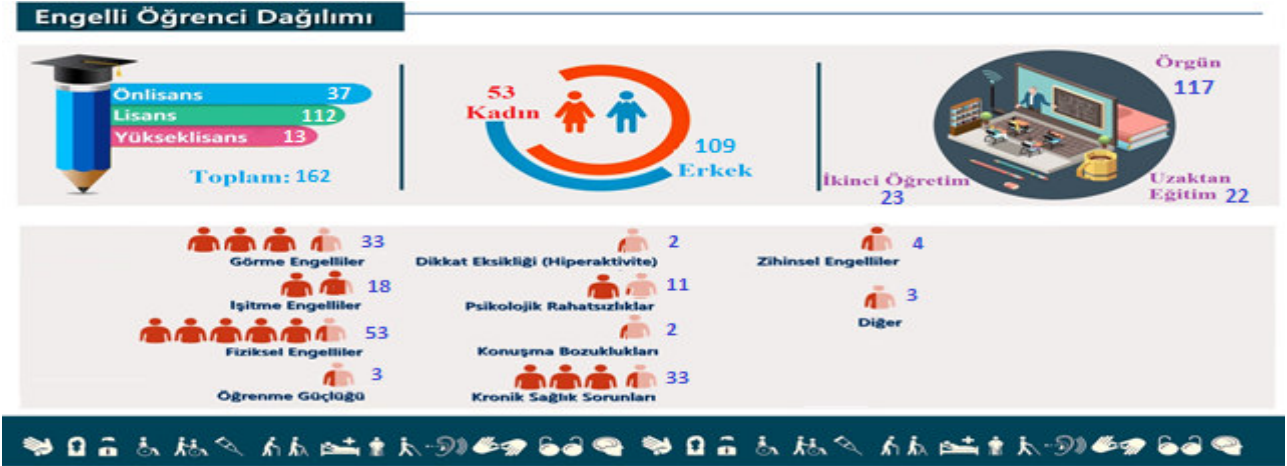 Engelli Öğrenci Dağılımı
Önlisans 37
Lisans 112
Yükseklisans 13
Toplam: 162
53
Kadın
109
Erkek
Örgün
117
İkinci Öğretim
23
Uzaktan
Eğitim 22
33
Görme Engelliler
18
İşitme Engelliler
53
Fiziksel Engelliler
3
Öğrenme Güçlüğü
2
Dikkat Eksikliği (Hiperaktivite)
11
Psikolojik Rahatsızlıklar
2
Konuşma Bozuklukları
33
Kronik Sağlık Sorunları
4
Zihinsel Engelliler
3
Diğer